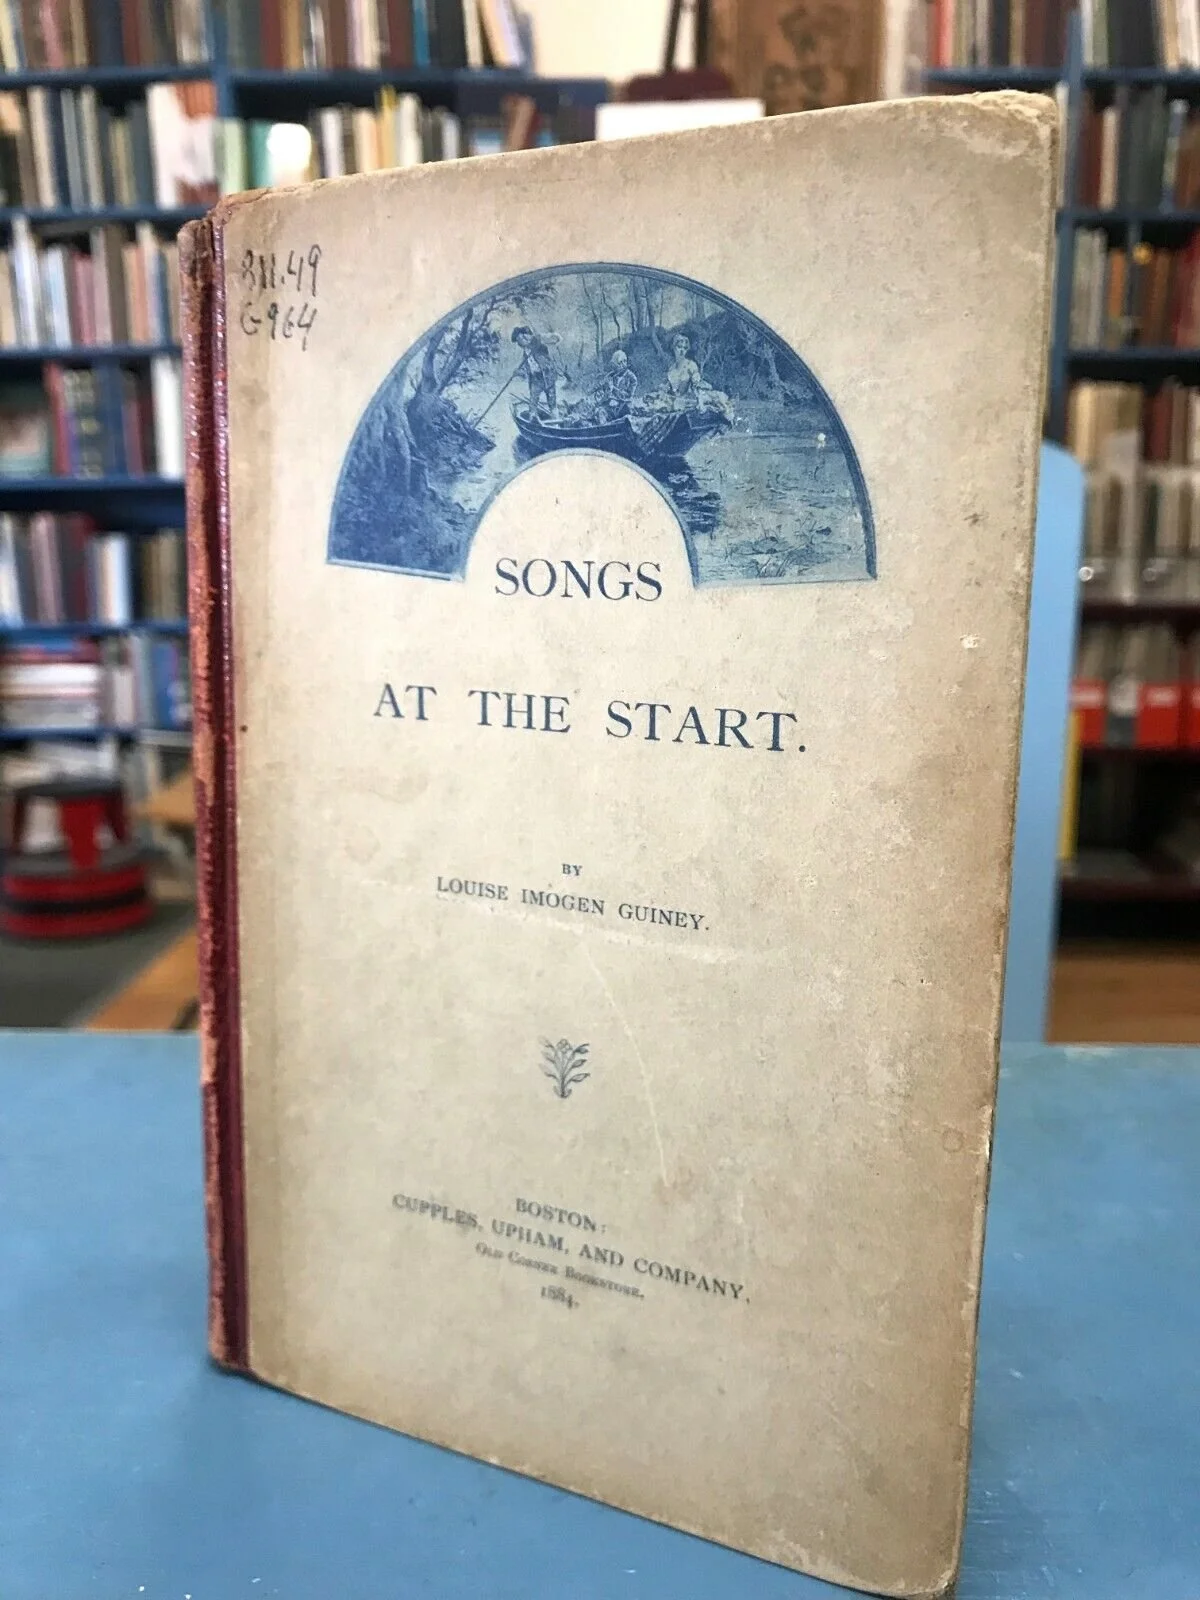 811.49
G964
SONGS
AT THE START.
BY
LOUISE IMOGEN GUINEY.
BOSTON:
CUPPLES, UPHAM, AND COMPANY,
OLD CORNER BOOKSTORE,
1884.